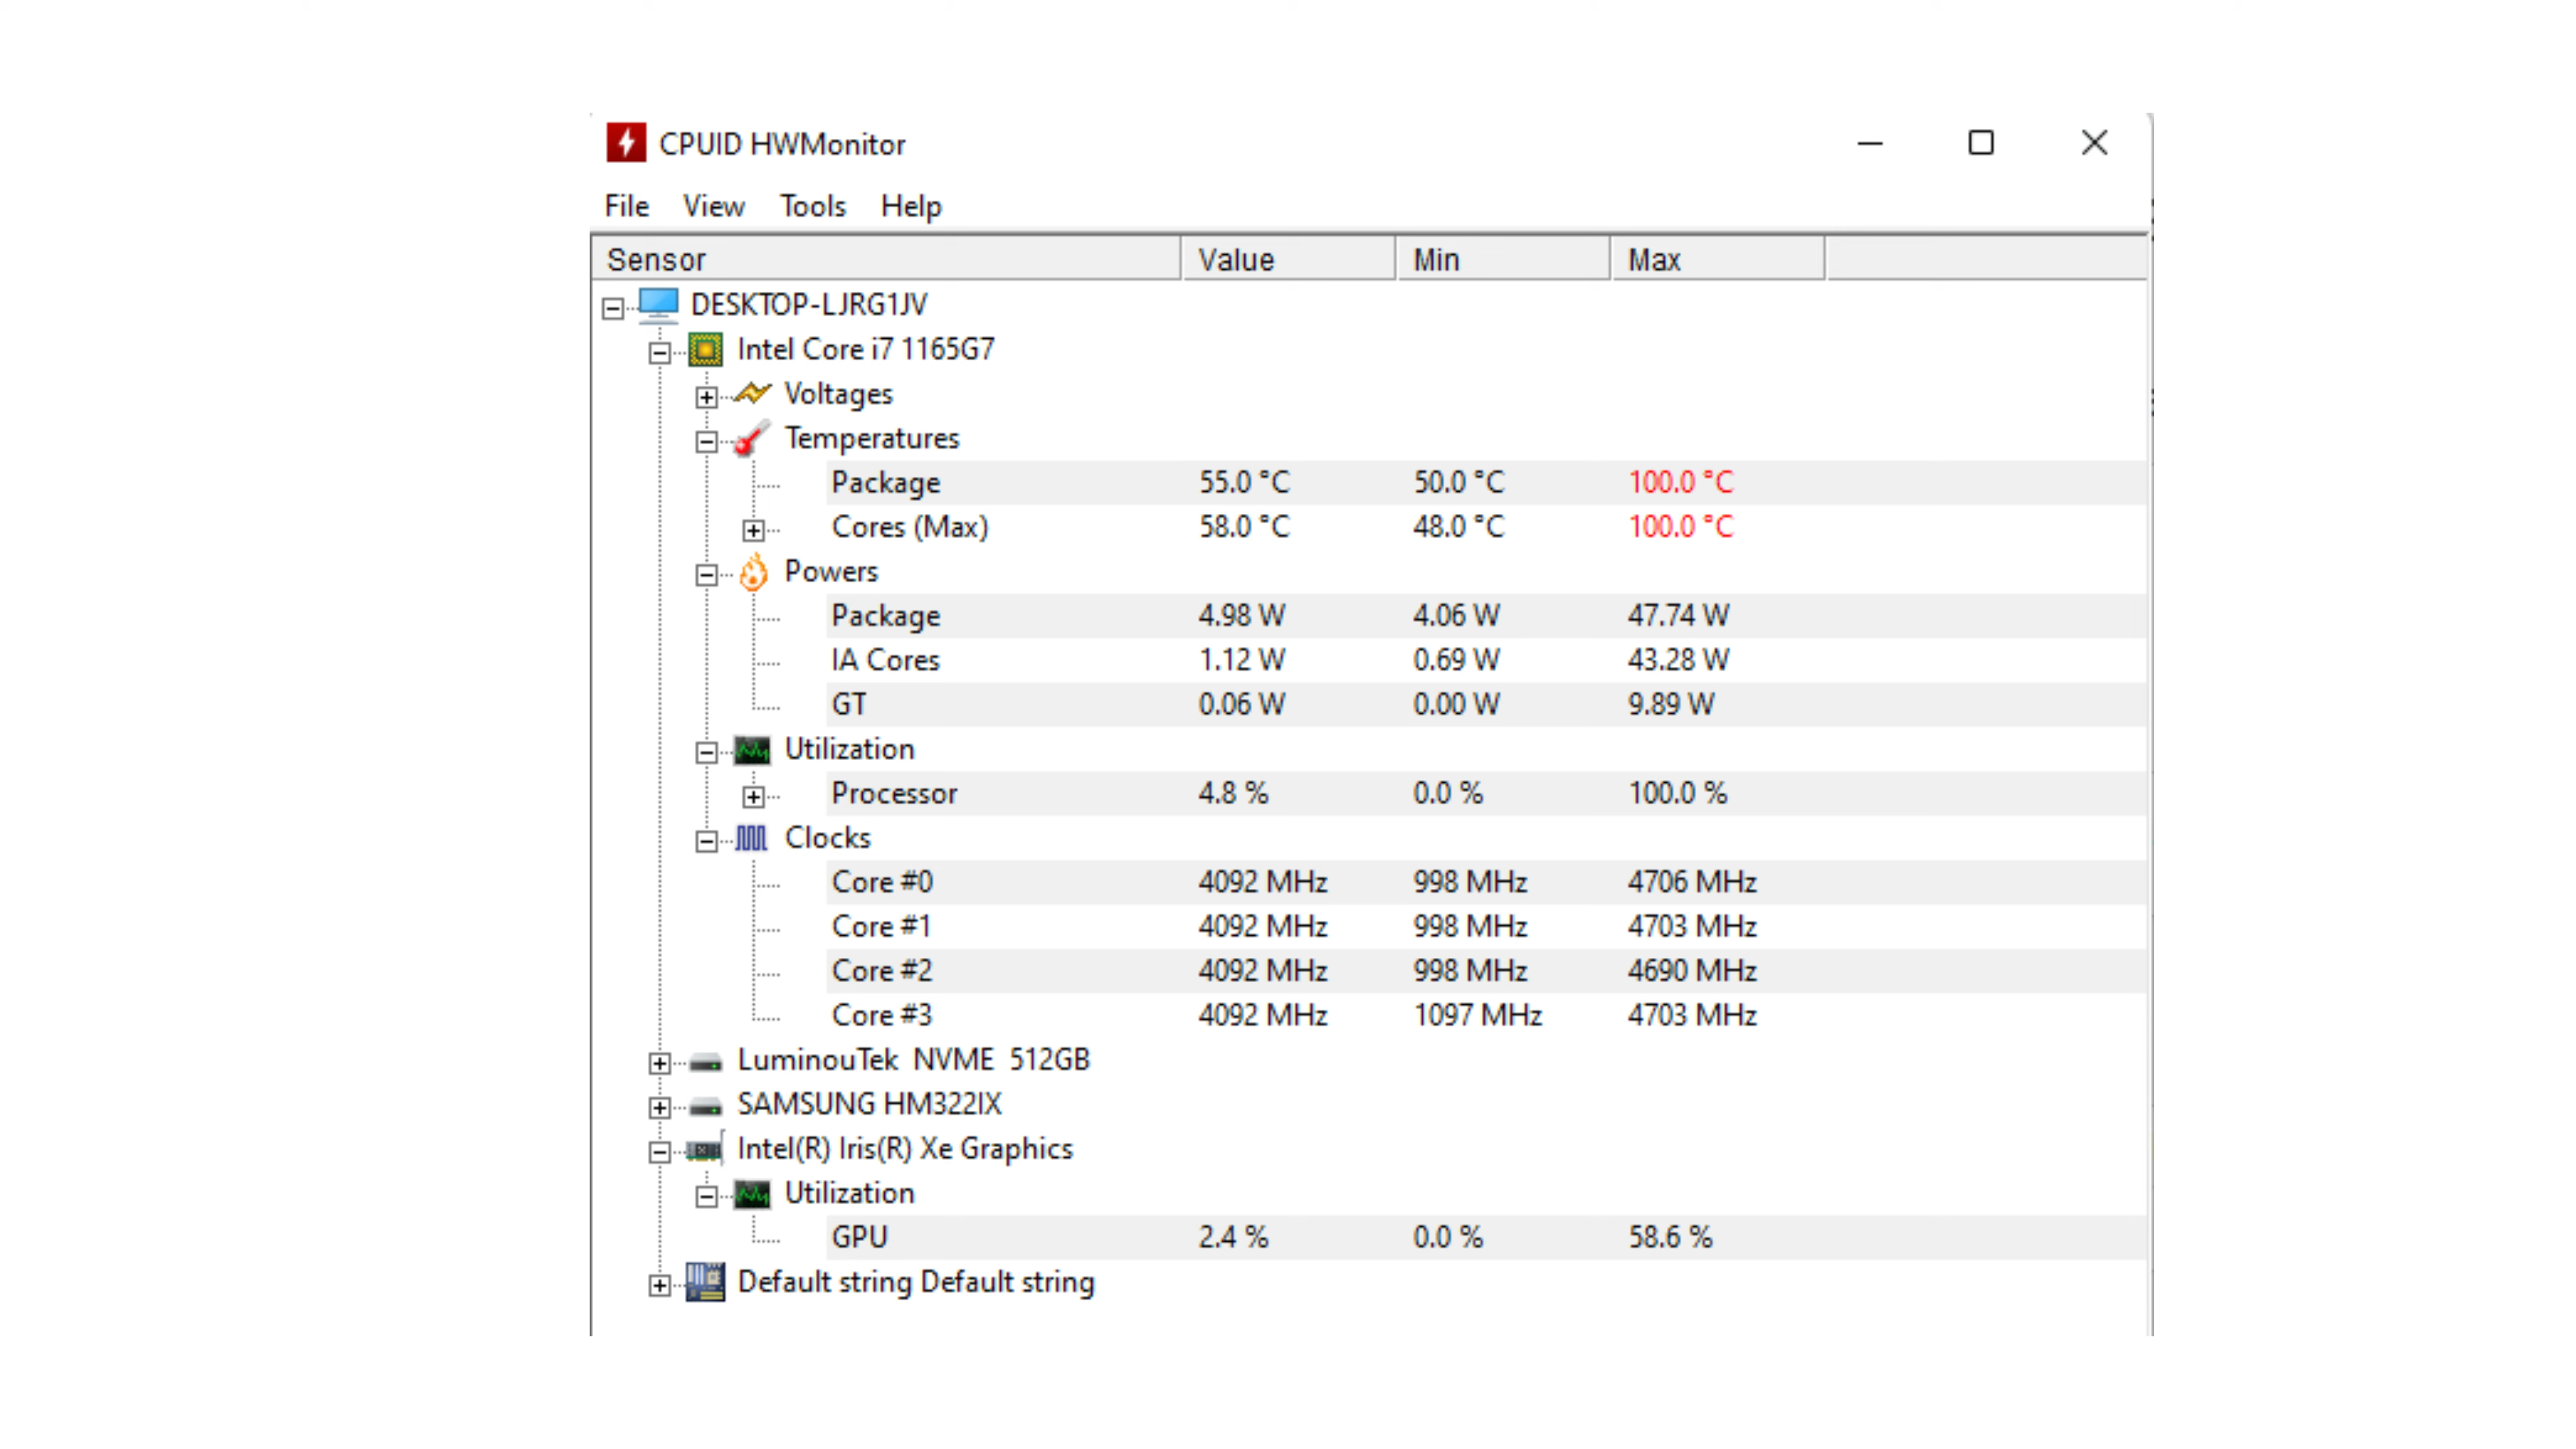 CPUID HWMonitor
File View Tools Help
Sensor Value Min Max
DESKTOP-LJRG1JV
Intel Core i7 1165G7
Voltages
Temperatures
Package 55.0 °C 50.0 °C 100.0 °C
Cores (Max) 58.0 °C 48.0 °C 100.0 °C
Powers
Package 4.98 W 4.06 W 47.74 W
IA Cores 1.12 W 0.69 W 43.28 W
GT 0.06 W 0.00 W 9.89 W
Utilization
Processor 4.8 % 0.0 % 100.0 %
Clocks
Core #0 4092 MHz 998 MHz 4706 MHz
Core #1 4092 MHz 998 MHz 4703 MHz
Core #2 4092 MHz 998 MHz 4690 MHz
Core #3 4092 MHz 1097 MHz 4703 MHz
LuminouTek NVME 512GB
SAMSUNG HM322IX
Intel(R) Iris(R) Xe Graphics
Utilization
GPU 2.4 % 0.0 % 58.6 %
Default string Default string